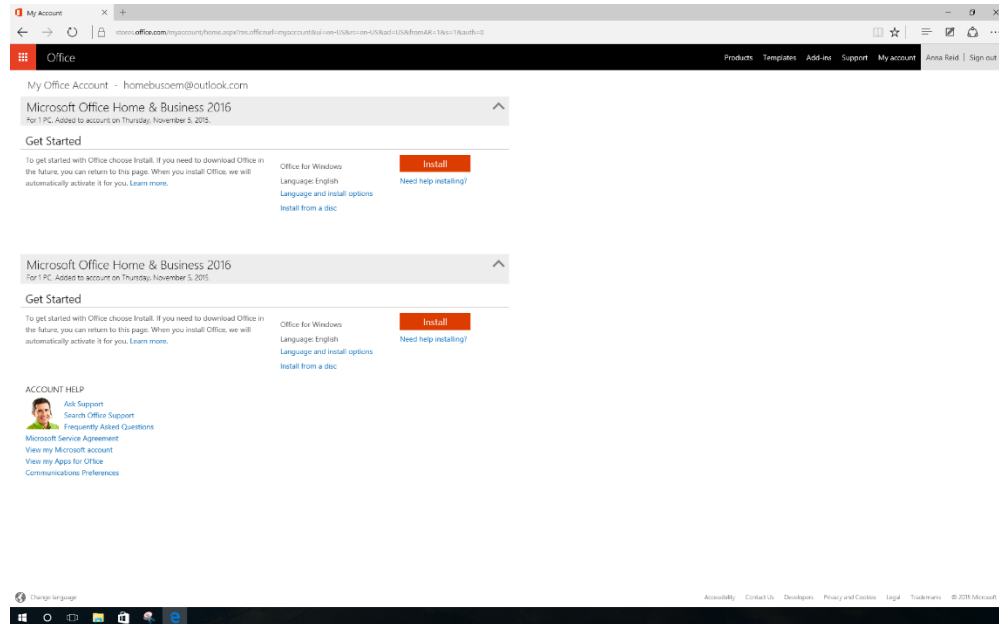 My Account
stores.office.com/myaccount/home.aspx
Office
Products Templates Add-ins Support My account Anna Reid | Sign out
My Office Account - homebusoem@outlook.com
Microsoft Office Home & Business 2016
For 1 PC. Added to account on Thursday, November 5, 2015.
Get Started
To get started with Office choose Install. If you need to download Office in
the future, you can return to this page. When you install Office, we will
automatically activate it for you. Learn more.
Office for Windows
Language: English
Language and install options
Install from a disc
Install
Need help installing?
Microsoft Office Home & Business 2016
For 1 PC. Added to account on Thursday, November 5, 2015.
Get Started
To get started with Office choose Install. If you need to download Office in
the future, you can return to this page. When you install Office, we will
automatically activate it for you. Learn more.
Office for Windows
Language: English
Language and install options
Install from a disc
Install
Need help installing?
ACCOUNT HELP
Ask Support
Search Office Support
Frequently Asked Questions
Microsoft Service Agreement
View my Microsoft account
View my Apps for Office
Communications Preferences
Change language
Accessibility Contact Us Developers Privacy and Cookies Legal Trademarks © 2015 Microsoft